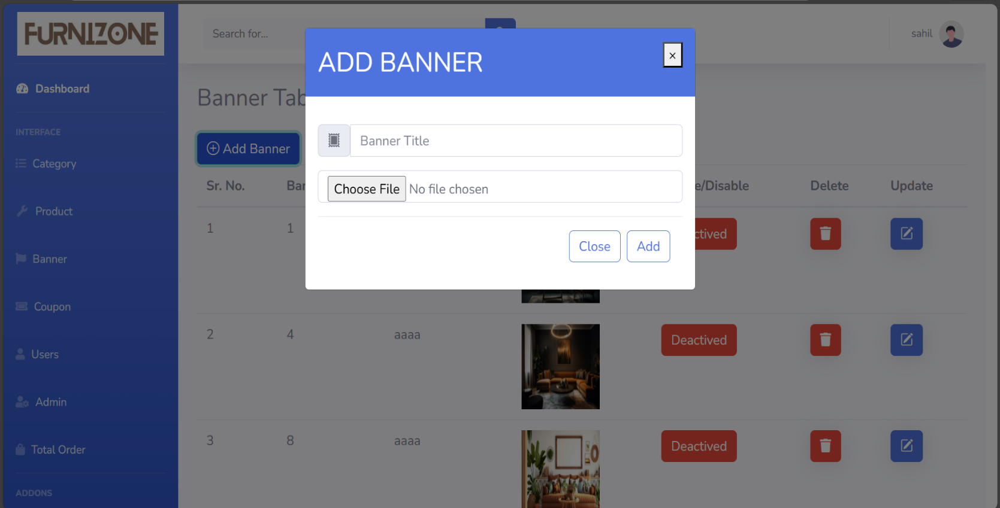 FURNIZONE
Search for...
sahil
ADD BANNER
×
Dashboard
Banner Tab
INTERFACE
Add Banner
Banner Title
Category
Sr. No.
Choose File No file chosen
e/Disable
Delete
Update
Product
1
1
Close
Add
Banner
Coupon
2
4
aaaa
Deactived
Users
Admin
3
8
aaaa
Deactived
Total Order
ADDONS